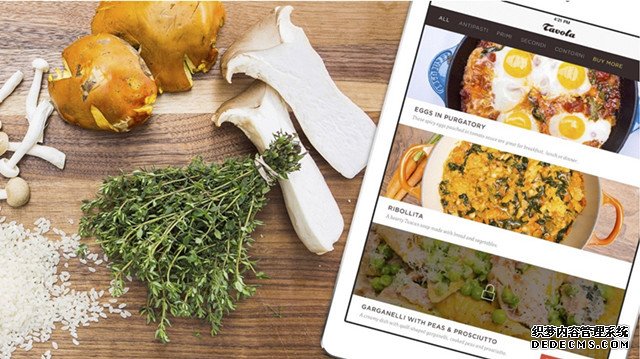 4:21 PM
Tavola
ALL ANTIPASTE PRIMI SECONDI CONTORNI BUY MORE
EGGS IN PURGATORY
These spicy eggs poached in tomato sauce are great for breakfast, lunch or dinner.
RIBOLLITA
A hearty Tuscan soup made with bread and vegetables.
GARGANELLI WITH PEAS & PROSCIUTTO
A creamy dish with quill-shaped garganelli, cooked peas and prosciutto.
织梦内容管理系统
DEDECMS.COM